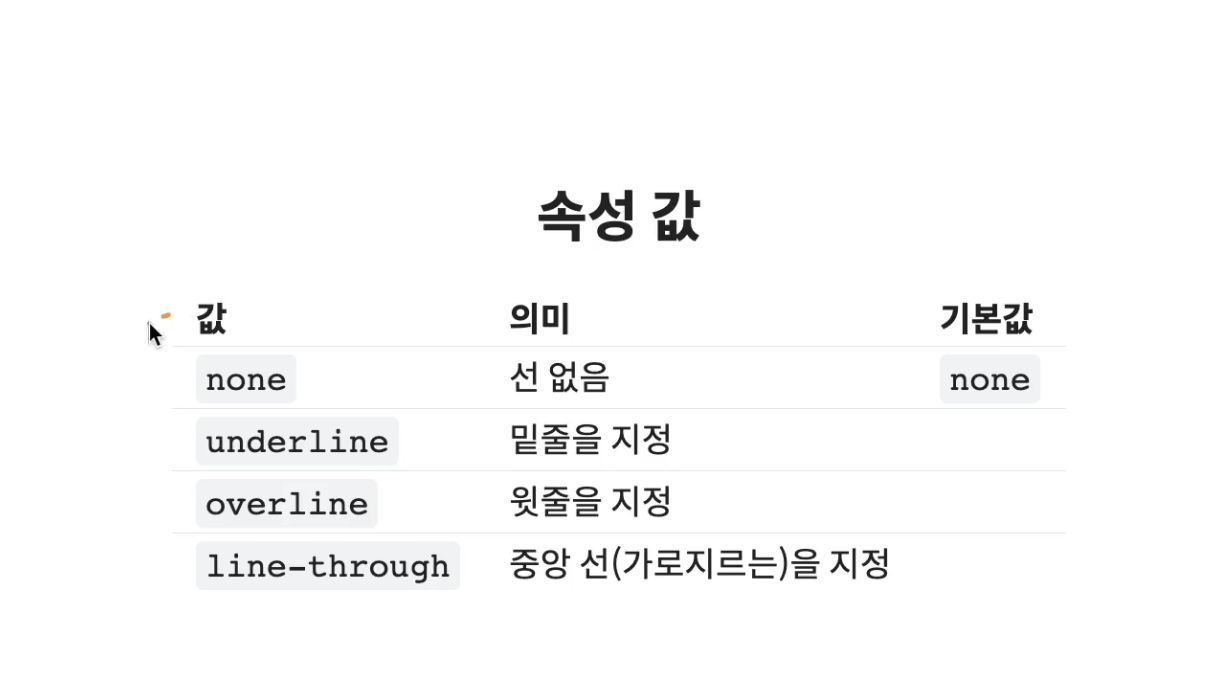 속성 값
값 의미 기본값
none 선 없음 none
underline 밑줄을 지정
overline 윗줄을 지정
line-through 중앙 선(가로지르는)을 지정